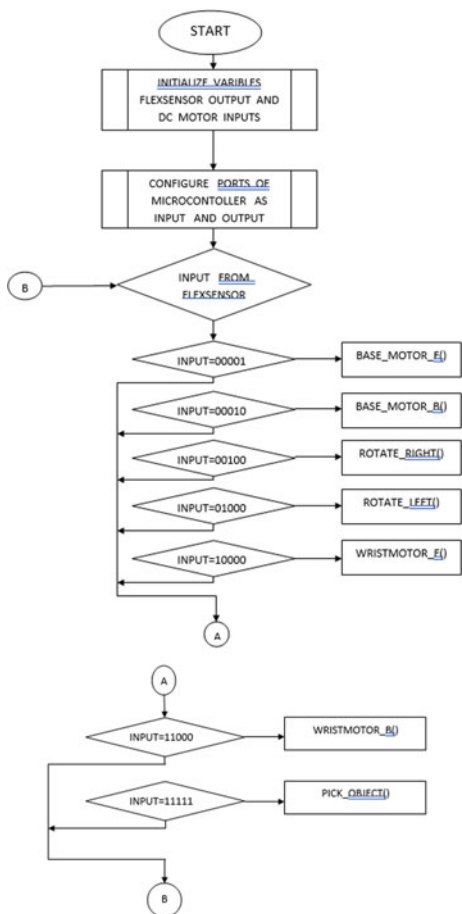 START
INITIALIZE VARIBLES
FLEXSENSOR OUTPUT AND
DC MOTOR INPUTS
CONFIGURE PORTS OF
MICROCONTOLLER AS
INPUT AND OUTPUT
B
INPUT FROM
FLEXSENSOR
INPUT=00001
BASE_MOTOR_F()
INPUT=00010
BASE_MOTOR_B()
INPUT=00100
ROTATE_RIGHT()
INPUT=01000
ROTATE_LEFT()
INPUT=10000
WRISTMOTOR_F()
A
A
INPUT=11000
WRISTMOTOR_B()
INPUT=11111
PICK_OBJECT()
B